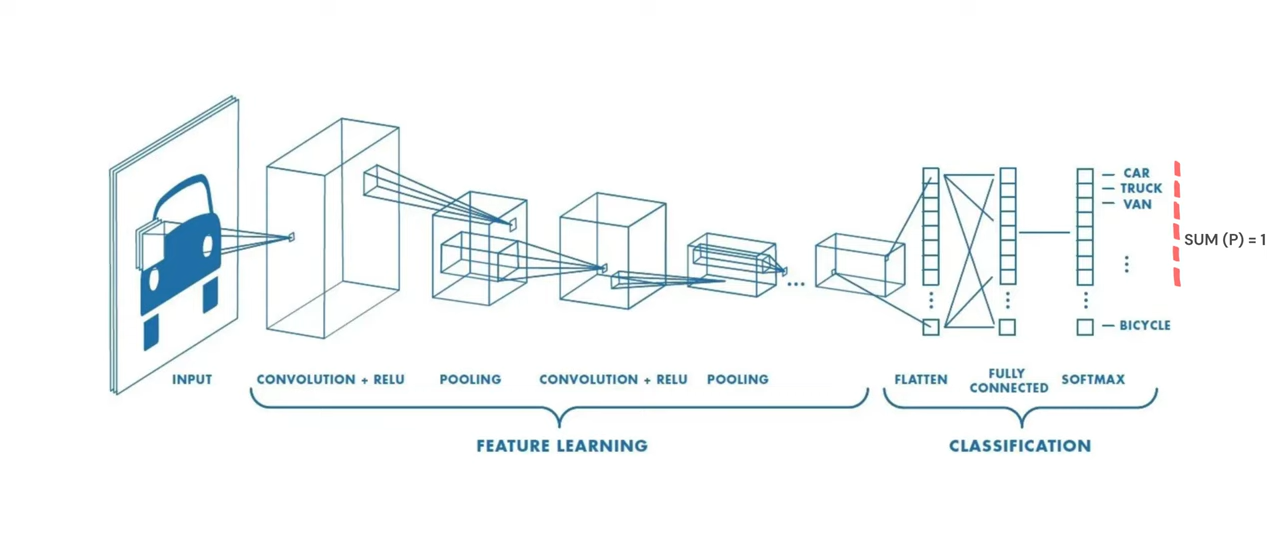 CAR
TRUCK
VAN
SUM (P) = 1
BICYCLE
INPUT
CONVOLUTION + RELU
POOLING
CONVOLUTION + RELU
POOLING
FLATTEN
FULLY
CONNECTED
SOFTMAX
FEATURE LEARNING
CLASSIFICATION